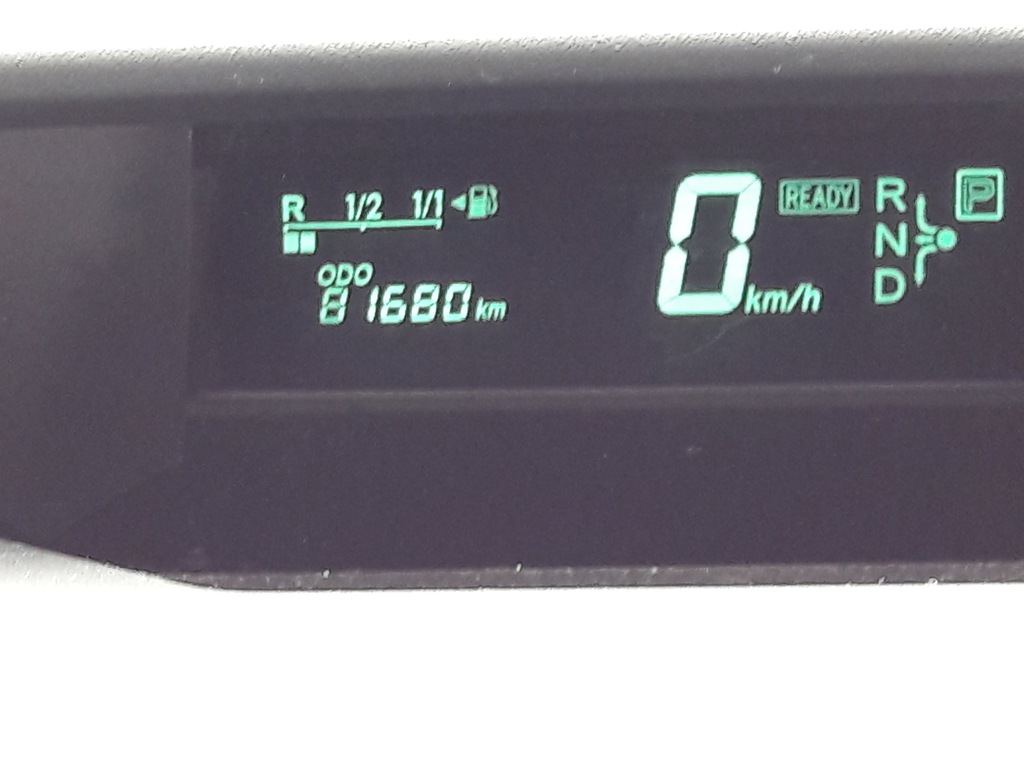 R 1/2 1/1
ODO
81680 km
0 km/h
READY
R
N
D
P